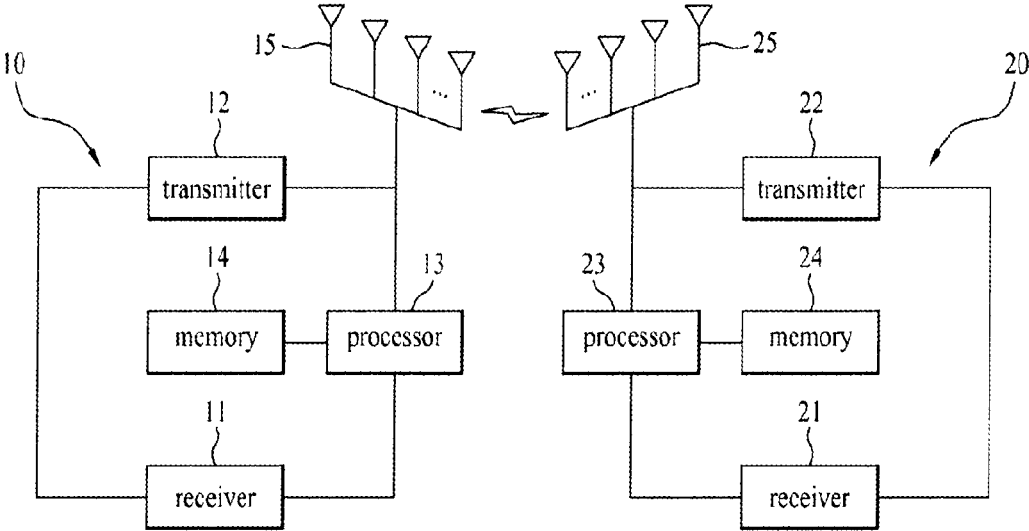 15
25
10
20
12
22
transmitter
transmitter
14
13
23
24
memory
processor
processor
memory
11
21
receiver
receiver
...
...